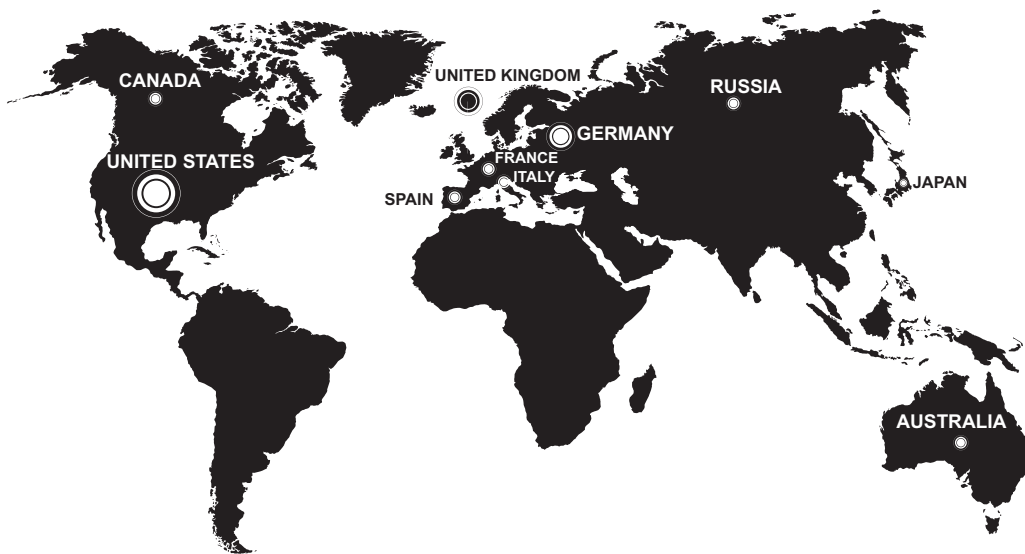 UNITED KINGDOM
CANADA
RUSSIA
GERMANY
UNITED STATES
FRANCE
ITALY
JAPAN
SPAIN
AUSTRALIA